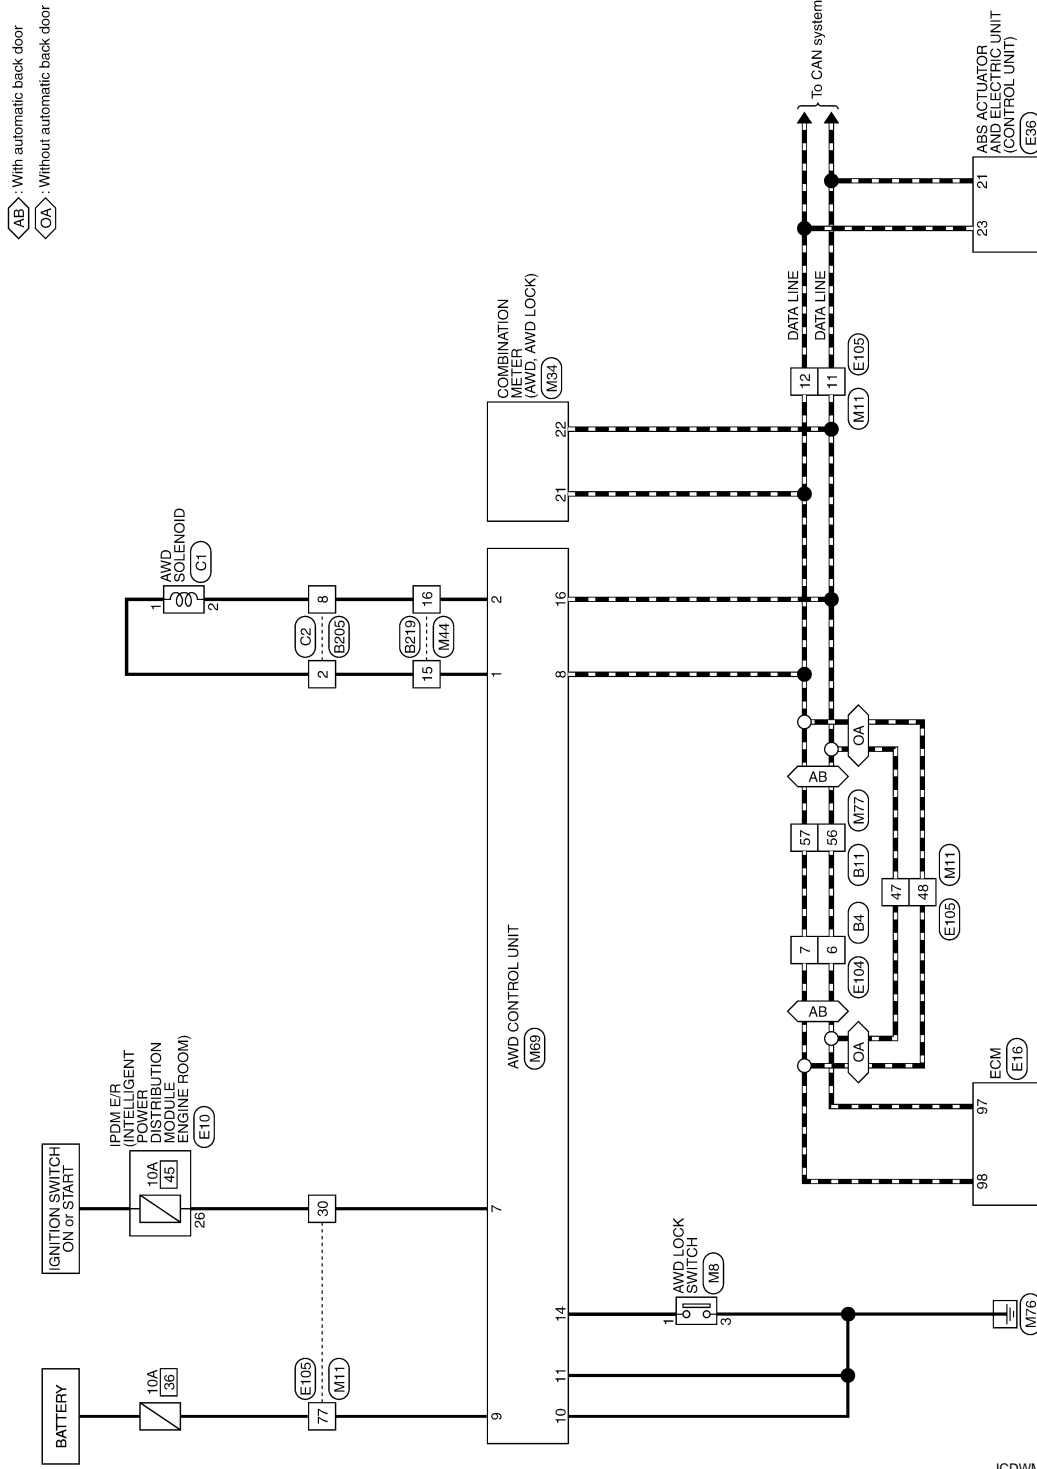 AB : With automatic back door
OA : Without automatic back door
BATTERY
IGNITION SWITCH
ON or START
10A
36
10A
45
IPDM E/R
(INTELLIGENT
POWER
DISTRIBUTION
MODULE
ENGINE ROOM)
E10
26
77
E105
M11
30
1
2
AWD
SOLENOID
C1
2
C2
B205
8
15
B219
M44
16
9
7
1
2
AWD CONTROL UNIT
M69
10
11
14
8
16
COMBINATION
METER
(AWD, AWD LOCK)
M34
21
22
1
3
AWD LOCK
SWITCH
M8
M76
AB
7
6
E104
B4
57
56
B11
M77
AB
OA
OA
47
48
E105
M11
12
11
M11
E105
DATA LINE
DATA LINE
To CAN system
98
97
ECM
E16
23
21
ABS ACTUATOR
AND ELECTRIC UNIT
(CONTROL UNIT)
E36